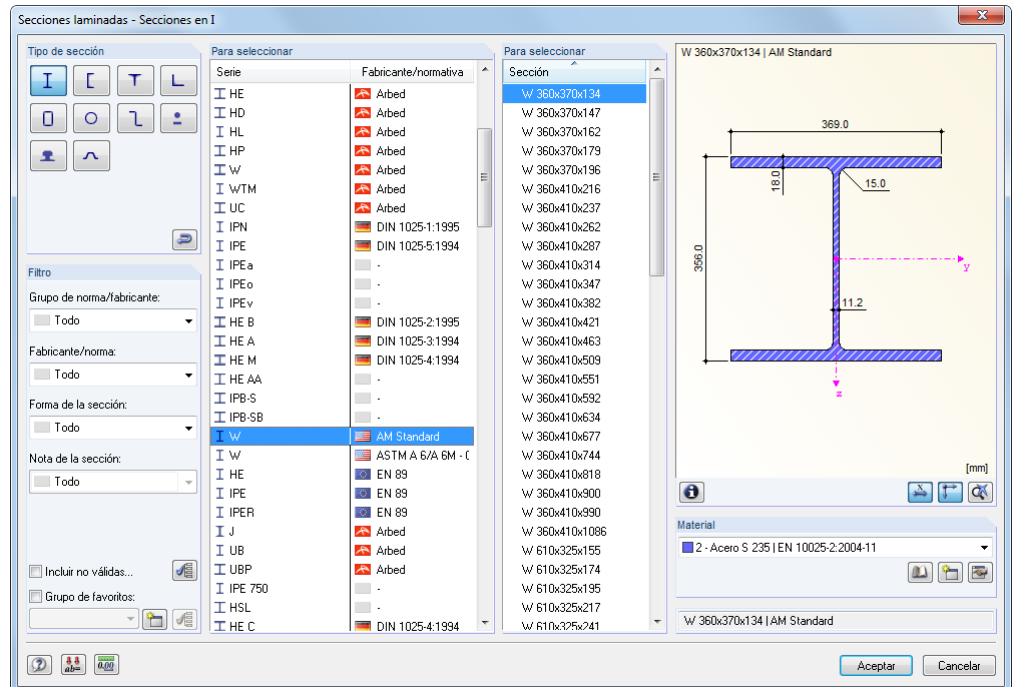 Secciones laminadas - Secciones en I
Tipo de sección
Filtro
Grupo de norma/fabricante:
Todo
Fabricante/norma:
Todo
Forma de la sección:
Todo
Nota de la sección:
Todo
Incluir no válidas...
Grupo de favoritos:
Para seleccionar
Serie Fabricante/normativa
I HE Arbed
I HD Arbed
I HL Arbed
I HP Arbed
I W Arbed
I WTM Arbed
I UC Arbed
I IPN DIN 1025-1:1995
I IPE DIN 1025-5:1994
I IPEa -
I IPEo -
I IPEv -
I HE B DIN 1025-2:1995
I HE A DIN 1025-3:1994
I HE M DIN 1025-4:1994
I HE AA -
I IPB-S -
I IPB-SB -
I W AM Standard
I W ASTM A 6/A 6M - 0
I HE EN 89
I IPE EN 89
I IPER EN 89
I J Arbed
I UB Arbed
I UBP Arbed
I IPE 750 -
I HSL -
I HE C DIN 1025-4:1994
Para seleccionar
Sección
W 360x370x134
W 360x370x147
W 360x370x162
W 360x370x179
W 360x370x196
W 360x410x216
W 360x410x237
W 360x410x262
W 360x410x287
W 360x410x314
W 360x410x347
W 360x410x382
W 360x410x421
W 360x410x463
W 360x410x509
W 360x410x551
W 360x410x592
W 360x410x634
W 360x410x677
W 360x410x744
W 360x410x818
W 360x410x900
W 360x410x990
W 360x410x1086
W 610x325x155
W 610x325x174
W 610x325x195
W 610x325x217
W 610x325x241
W 360x370x134 | AM Standard
369.0
18.0
15.0
356.0
y
11.2
z
[mm]
Material
2 - Acero S 235 | EN 10025-2:2004-11
W 360x370x134 | AM Standard
ab=
0.00
Aceptar
Cancelar